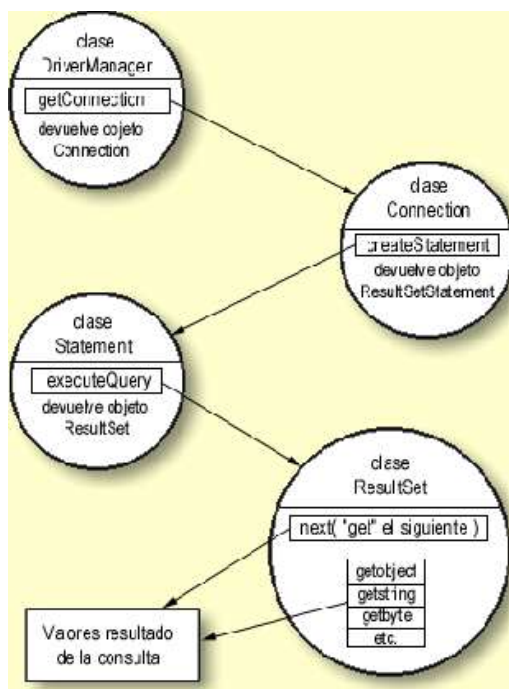 clase
DriverManager
getConnection
devuelve objeto
Connection
clase
Connection
createStatement
devuelve objeto
ResultSetStatement
clase
Statement
executeQuery
devuelve objeto
ResultSet
clase
ResultSet
next( "get" el siguiente )
getobject
getstring
getbyte
etc.
Valores resultado
de la consulta